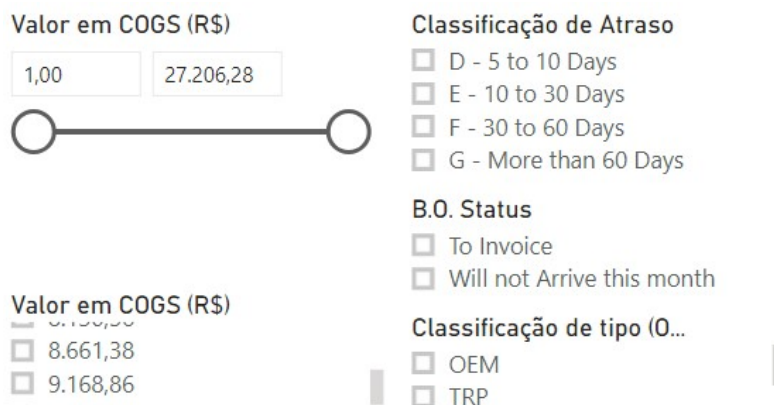 Valor em COGS (R$)
1,00
27.206,28
Valor em COGS (R$)
8.661,38
9.168,86
Classificação de Atraso
D - 5 to 10 Days
E - 10 to 30 Days
F - 30 to 60 Days
G - More than 60 Days
B.O. Status
To Invoice
Will not Arrive this month
Classificação de tipo (O...
OEM
TRP